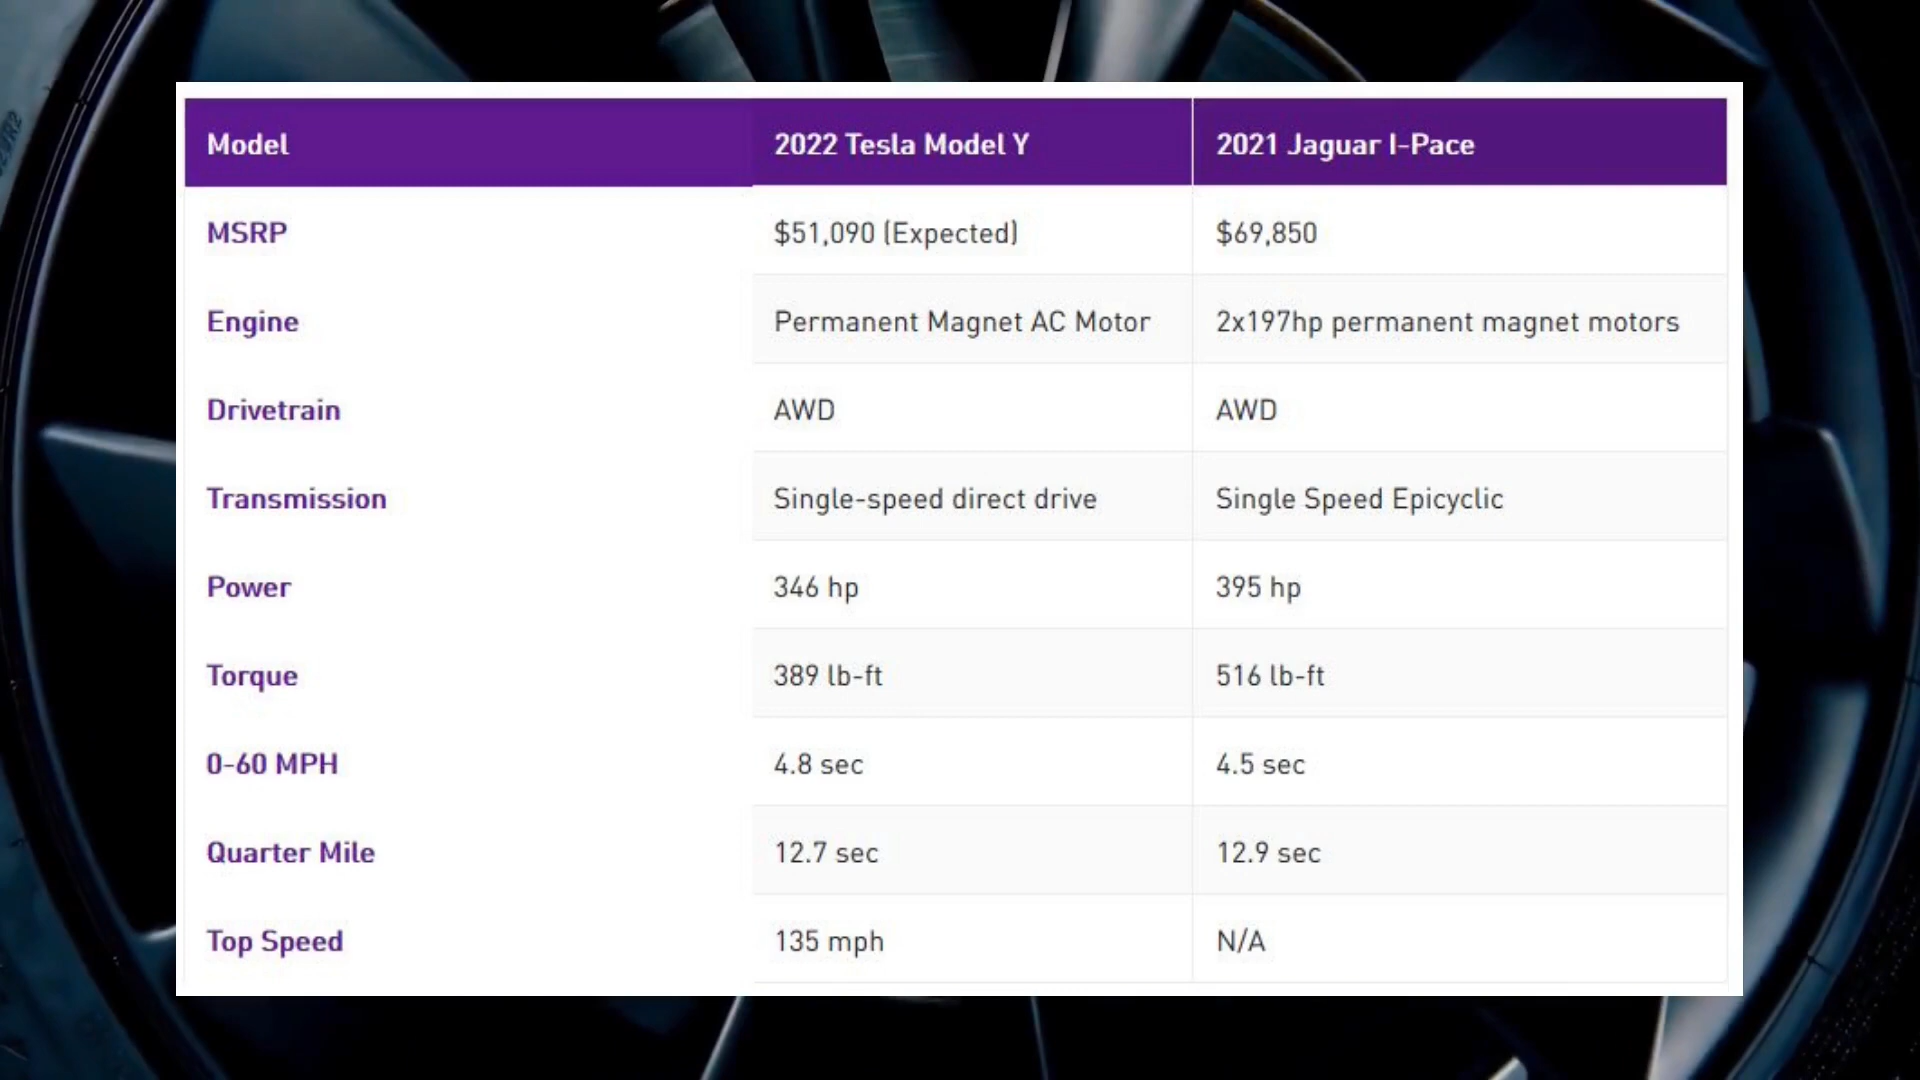 Model 2022 Tesla Model Y 2021 Jaguar I-Pace
MSRP $51,090 (Expected) $69,850
Engine Permanent Magnet AC Motor 2x197hp permanent magnet motors
Drivetrain AWD AWD
Transmission Single-speed direct drive Single Speed Epicyclic
Power 346 hp 395 hp
Torque 389 lb-ft 516 lb-ft
0-60 MPH 4.8 sec 4.5 sec
Quarter Mile 12.7 sec 12.9 sec
Top Speed 135 mph N/A